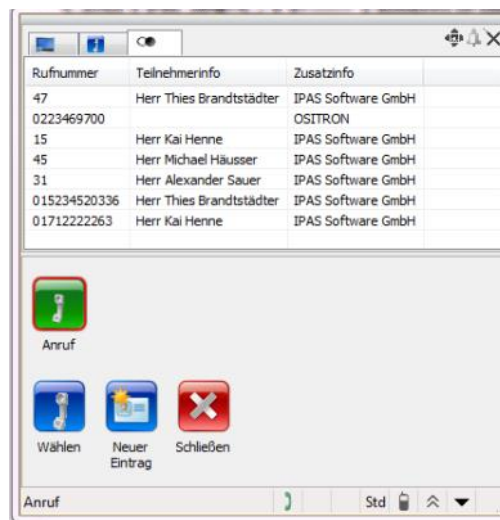 Rufnummer Teilnehmerinfo Zusatzinfo
47 Herr Thies Brandtstädter IPAS Software GmbH
0223469700 OSITRON
15 Herr Kai Henne IPAS Software GmbH
45 Herr Michael Häusser IPAS Software GmbH
31 Herr Alexander Sauer IPAS Software GmbH
015234520336 Herr Thies Brandtstädter IPAS Software GmbH
01712222263 Herr Kai Henne IPAS Software GmbH
Anruf
Wählen Neuer Schließen
Eintrag
Anruf Std